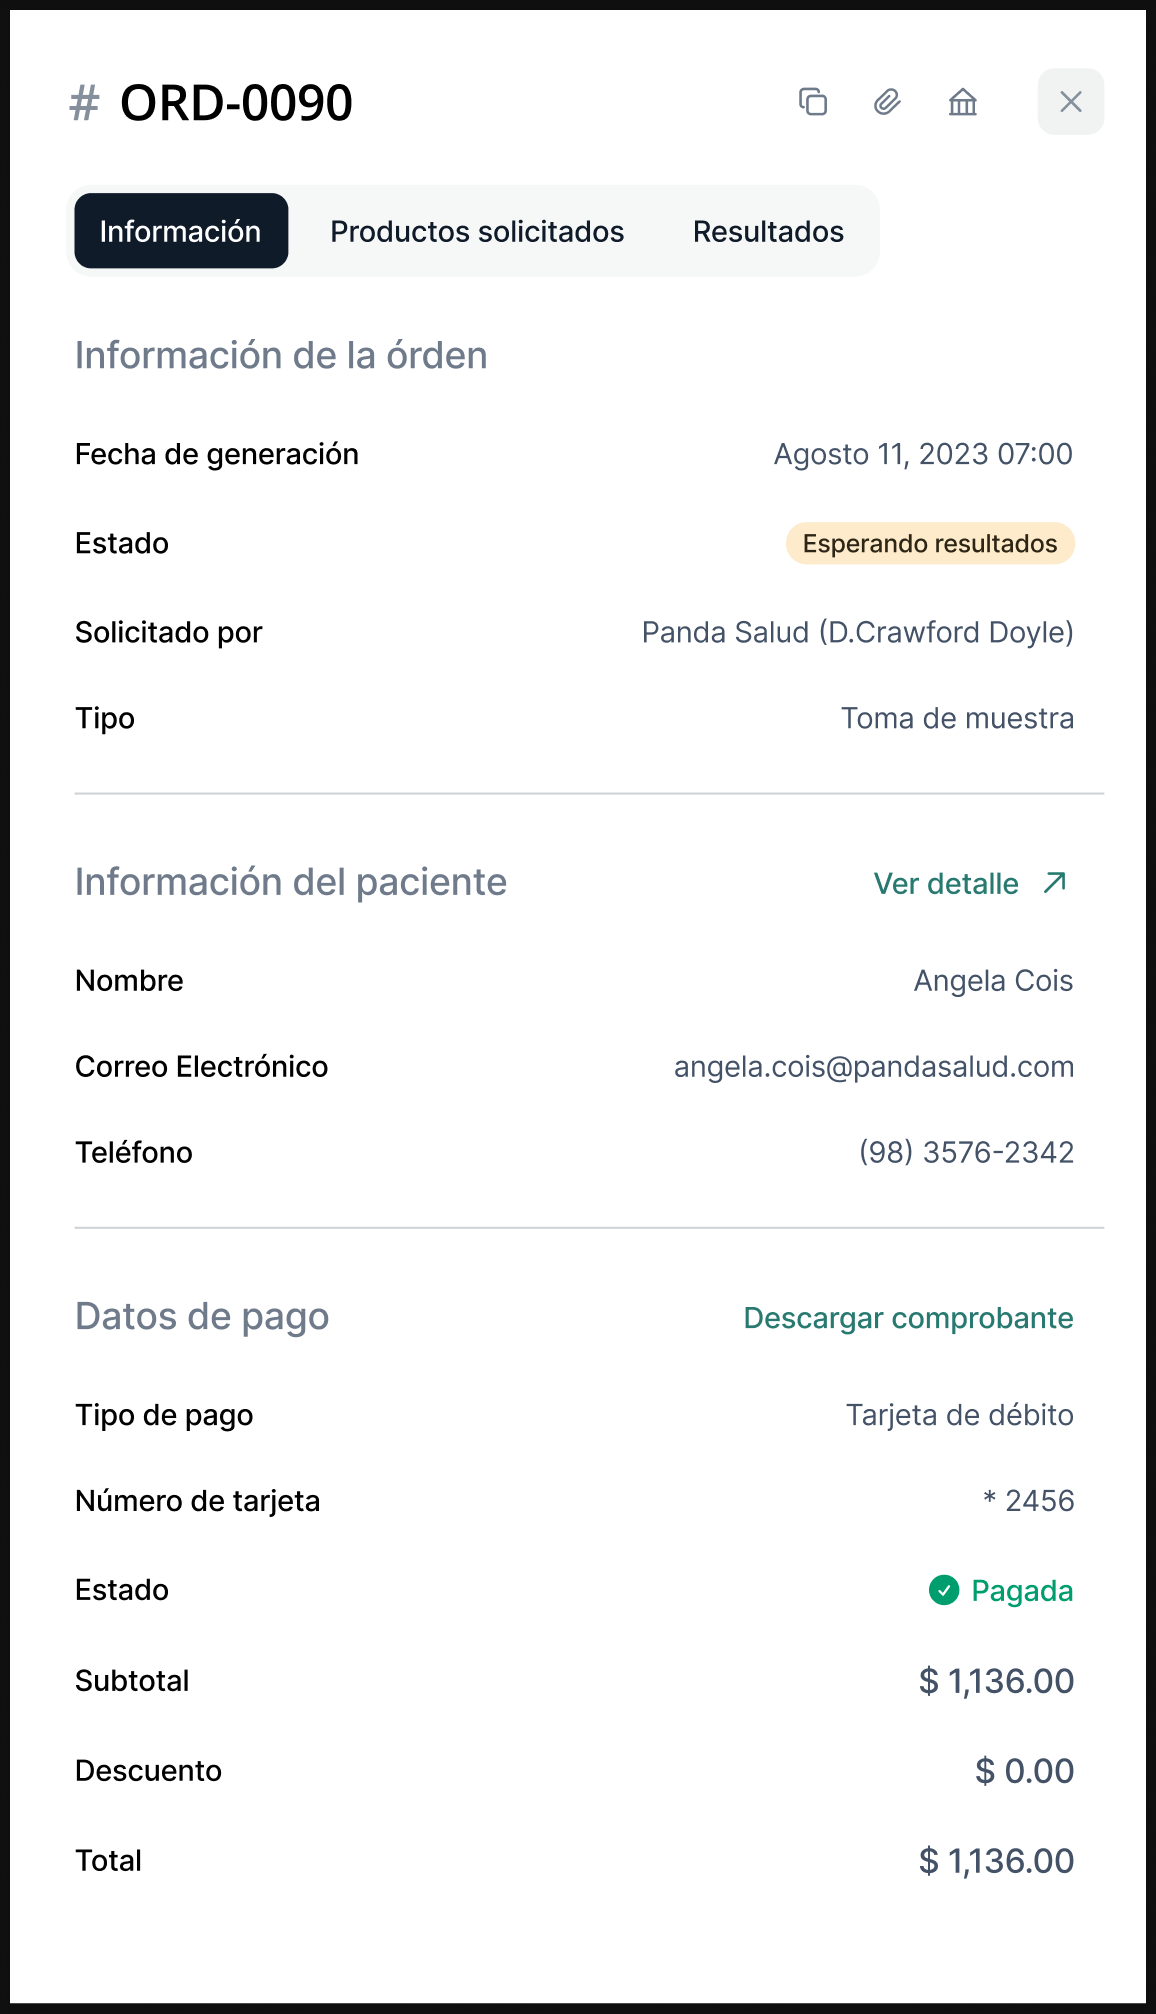 # ORD-0090
Información Productos solicitados Resultados
Información de la órden
Fecha de generación Agosto 11, 2023 07:00
Estado Esperando resultados
Solicitado por Panda Salud (D.Crawford Doyle)
Tipo Toma de muestra
Información del paciente Ver detalle
Nombre Angela Cois
Correo Electrónico angela.cois@pandasalud.com
Teléfono (98) 3576-2342
Datos de pago Descargar comprobante
Tipo de pago Tarjeta de débito
Número de tarjeta * 2456
Estado Pagada
Subtotal $ 1,136.00
Descuento $ 0.00
Total $ 1,136.00